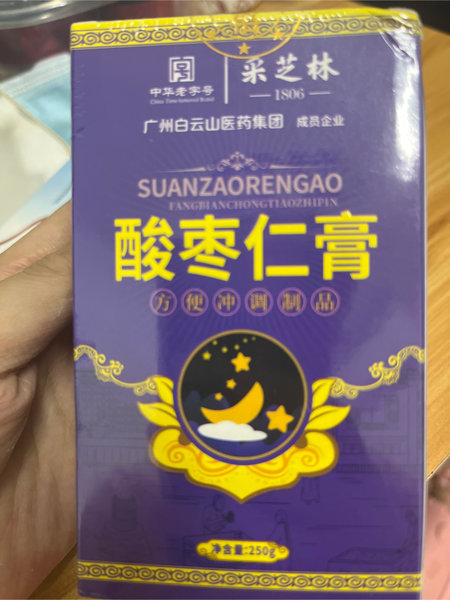 中华老字号
China Time-honored Brand
采芝林
1806
广州白云山医药集团 成员企业
SUANZAORENGAO
FANGBIANCHONGTIAOZHIPIN
酸枣仁膏
方便冲调制品
净含量:250g